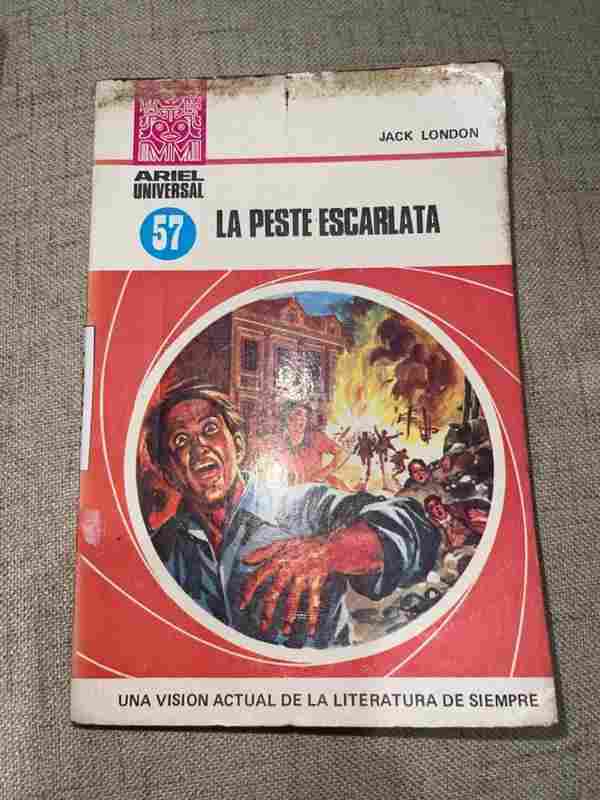 JACK LONDON
ARIEL
UNIVERSAL
57
LA PESTE ESCARLATA
UNA VISION ACTUAL DE LA LITERATURA DE SIEMPRE